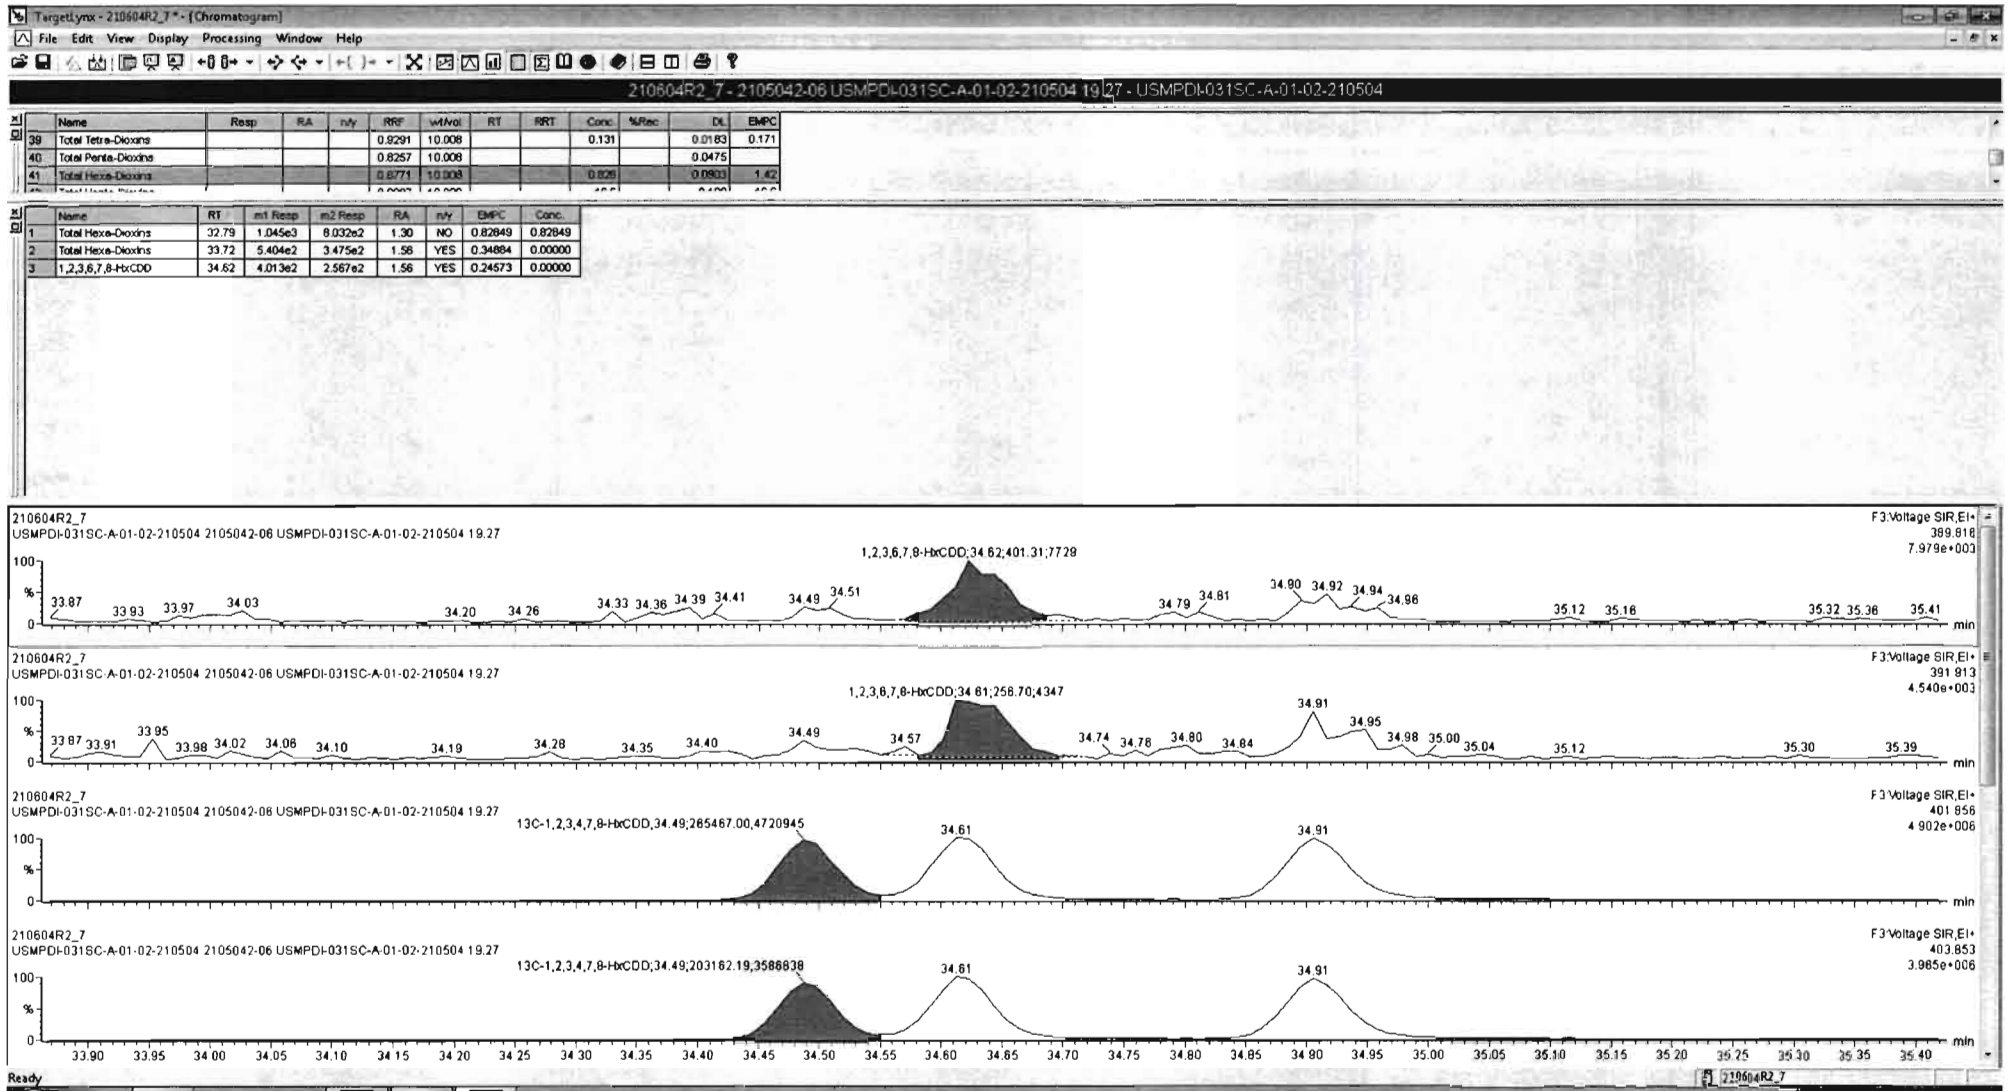 TargetLynx - 210604R2_7 * - [Chromatogram]
File Edit View Display Processing Window Help
210604R2_7 - 2105042-06 USMPDI-031SC-A-01-02-210504 19.27 - USMPDI-031SC-A-01-02-210504
Name Resp RA n/y RRF wt/vol RT RRT Conc %Rec DL EMPC
39 Total Tetra-Dioxins 0.9291 10.008 0.131 0.0183 0.171
40 Total Penta-Dioxins 0.8257 10.008 0.0475
41 Total Hexa-Dioxins 0.8771 10.008 0.828 0.0903 1.42
Name RT m1 Resp m2 Resp RA n/y EMPC Conc.
1 Total Hexa-Dioxins 32.79 1.045e3 8.032e2 1.30 NO 0.82849 0.82849
2 Total Hexa-Dioxins 33.72 5.404e2 3.475e2 1.56 YES 0.34884 0.00000
3 1,2,3,6,7,8-HxCDD 34.62 4.013e2 2.567e2 1.56 YES 0.24573 0.00000
210604R2_7
F3:Voltage SIR,EI+
USMPDI-031SC-A-01-02-210504 2105042-06 USMPDI-031SC-A-01-02-210504 19.27
389.816
7.979e+003
1,2,3,6,7,8-HxCDD;34.62;401.31;7729
100
%
0
33.87 33.93 33.97 34.03 34.20 34.26 34.33 34.36 34.39 34.41 34.49 34.51 34.79 34.81 34.90 34.92 34.94 34.96 35.12 35.16 35.32 35.36 35.41
min
210604R2_7
F3:Voltage SIR,EI+
USMPDI-031SC-A-01-02-210504 2105042-06 USMPDI-031SC-A-01-02-210504 19.27
391.813
4.540e+003
1,2,3,6,7,8-HxCDD;34.61;256.70;4347
100
%
0
33.87 33.91 33.95 33.98 34.02 34.06 34.10 34.19 34.28 34.35 34.40 34.49 34.57 34.74 34.78 34.80 34.84 34.91 34.95 34.98 35.00 35.04 35.12 35.30 35.39
min
210604R2_7
F3:Voltage SIR,EI+
USMPDI-031SC-A-01-02-210504 2105042-06 USMPDI-031SC-A-01-02-210504 19.27
401.856
4.902e+006
13C-1,2,3,4,7,8-HxCDD;34.49;265467.00;4720945
34.61 34.91
100
%
0
min
210604R2_7
F3:Voltage SIR,EI+
USMPDI-031SC-A-01-02-210504 2105042-06 USMPDI-031SC-A-01-02-210504 19.27
403.853
3.985e+006
13C-1,2,3,4,7,8-HxCDD;34.49;203162.19;3586838
34.61 34.91
100
%
0
min
33.90 33.95 34.00 34.05 34.10 34.15 34.20 34.25 34.30 34.35 34.40 34.45 34.50 34.55 34.60 34.65 34.70 34.75 34.80 34.85 34.90 34.95 35.00 35.05 35.10 35.15 35.20 35.25 35.30 35.35 35.40
Ready
210604R2_7